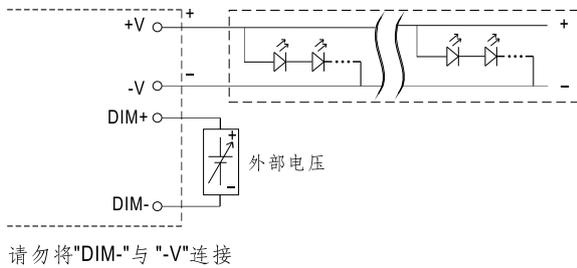 +V
+
+
-V
−
−
DIM+
+
外部电压
−
DIM-
请勿将"DIM-"与 "-V"连接